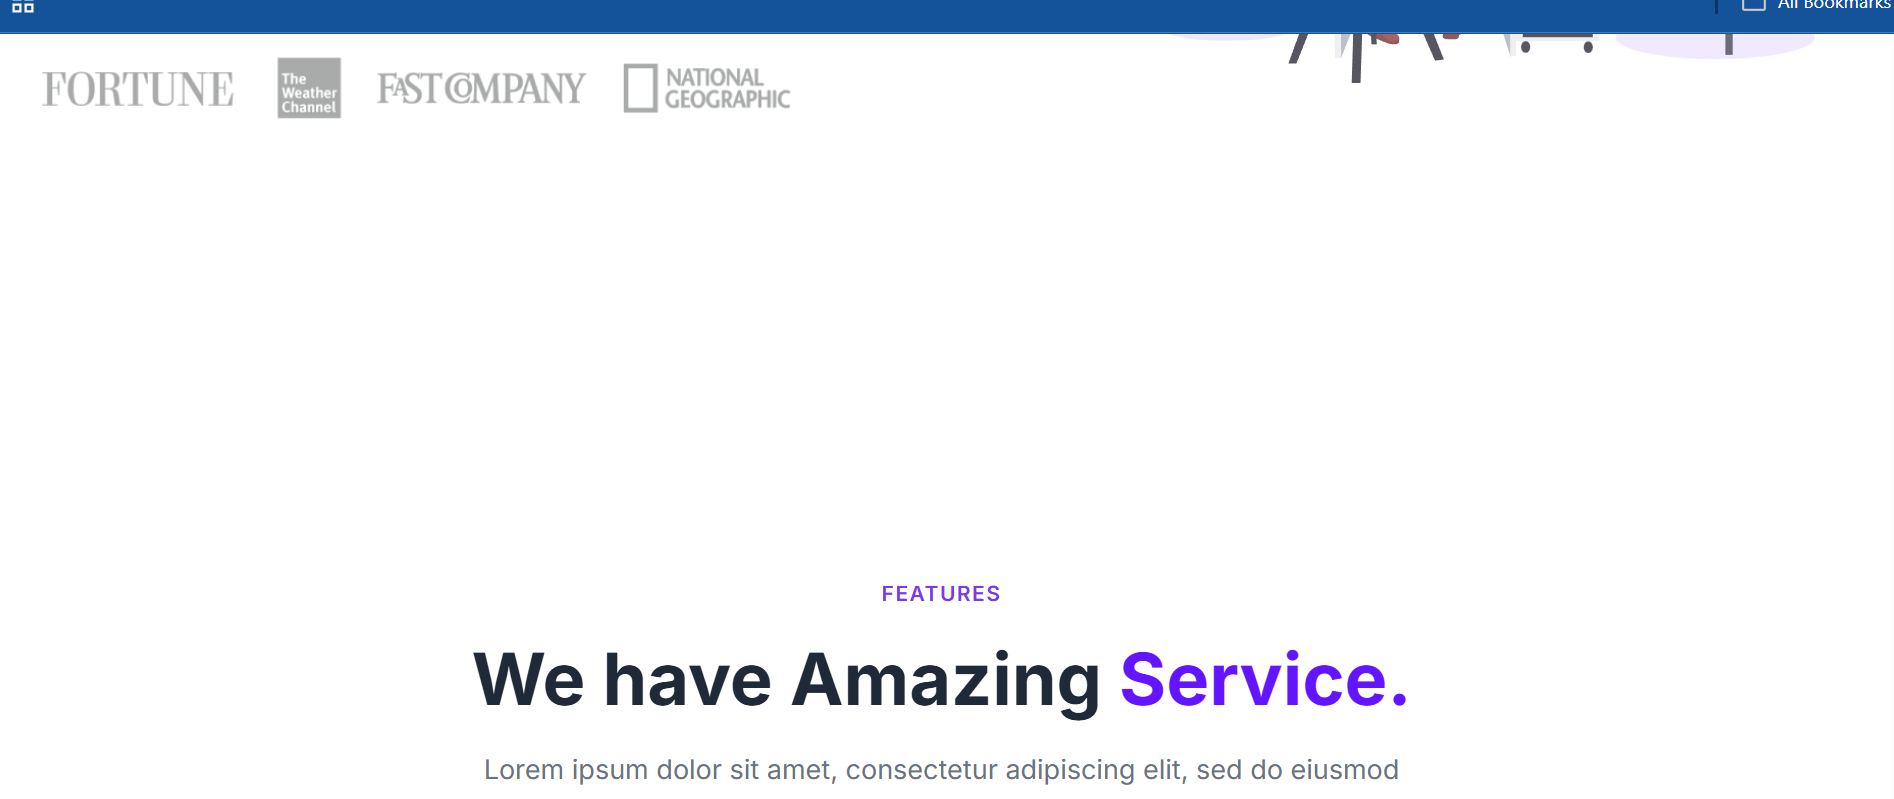 All Bookmarks
FORTUNE
The
Weather
Channel
FAST COMPANY
NATIONAL
GEOGRAPHIC
FEATURES
We have Amazing Service.
Lorem ipsum dolor sit amet, consectetur adipiscing elit, sed do eiusmod